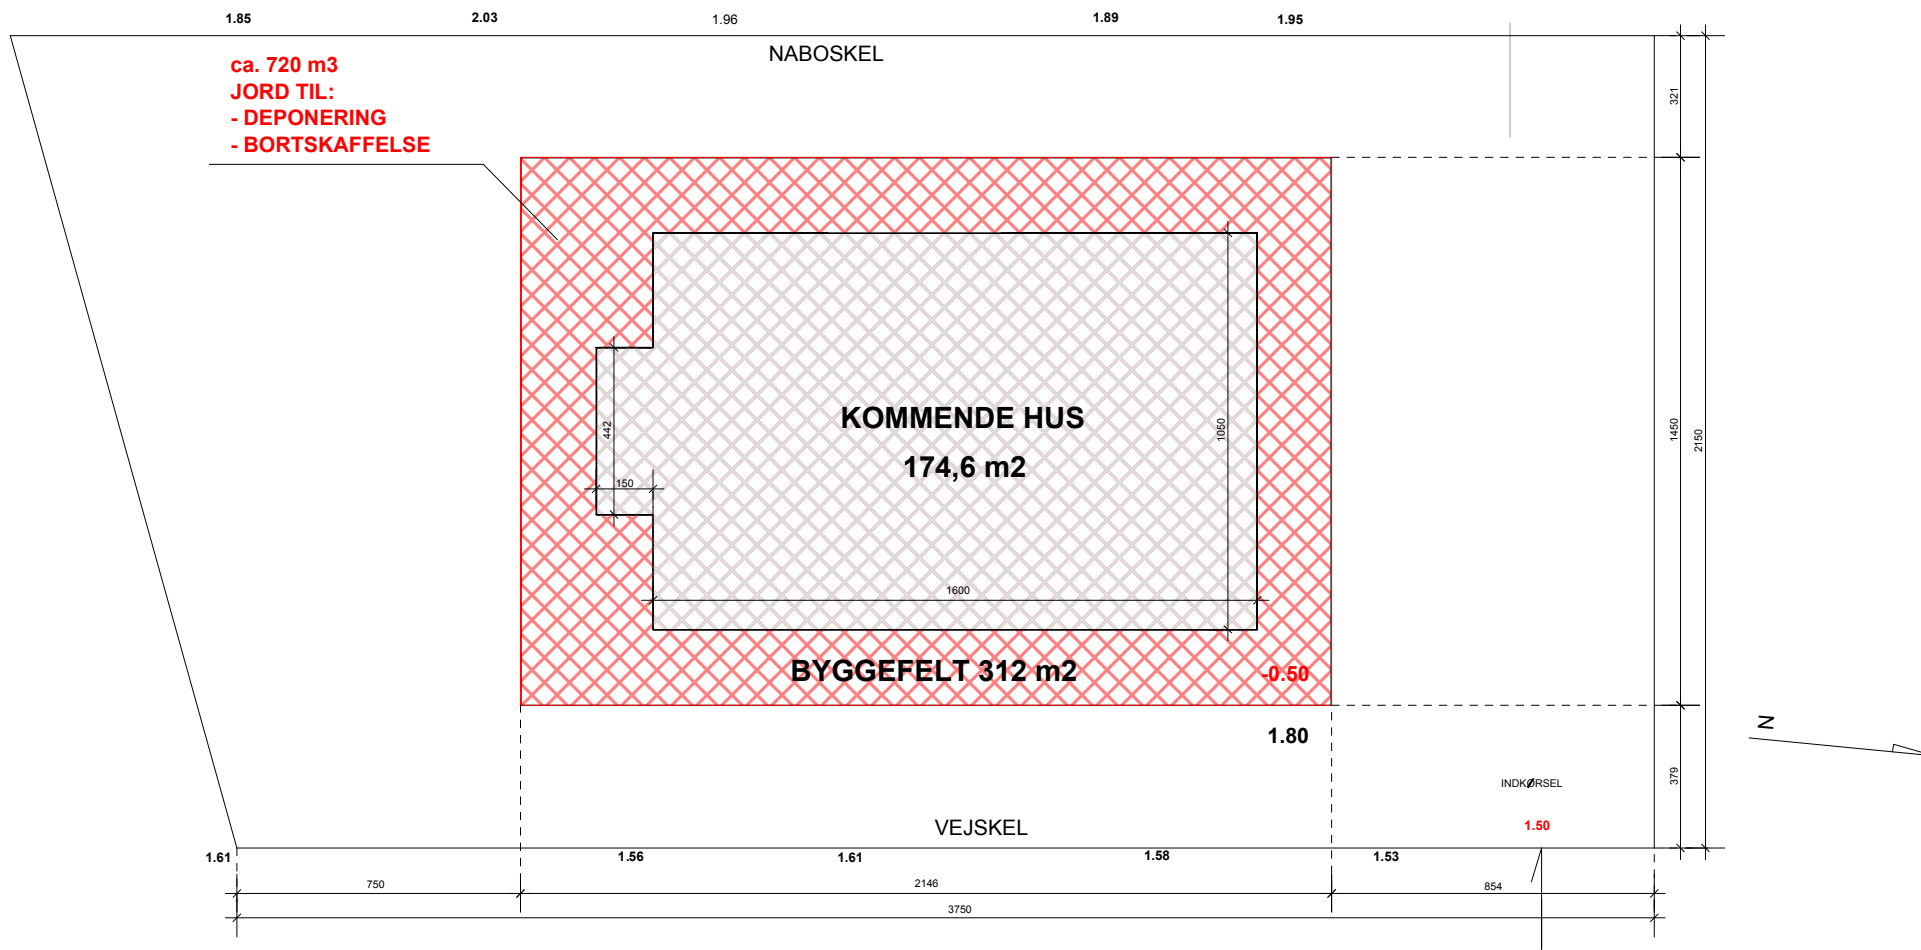 1.85 2.03 1.96 1.89 1.95
NABOSKEL
ca. 720 m3
JORD TIL:
- DEPONERING
- BORTSKAFFELSE
321
KOMMENDE HUS
174,6 m2
442
150
1050
1450
2150
1600
BYGGEFELT 312 m2
-0.50
1.80
N
379
INDKØRSEL
1.50
VEJSKEL
1.61 1.56 1.61 1.58 1.53
750 2146 854
3750